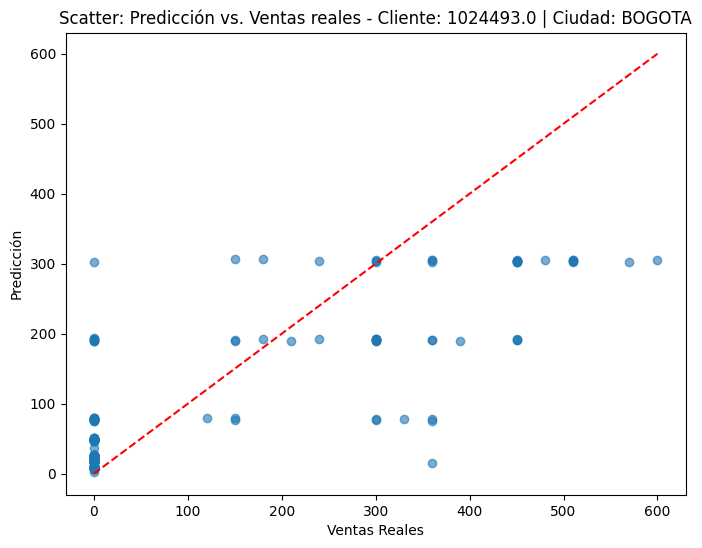 Scatter: Predicción vs. Ventas reales - Cliente: 1024493.0 | Ciudad: BOGOTA
600
500
400
300
200
100
0
Predicción
0 100 200 300 400 500 600
Ventas Reales